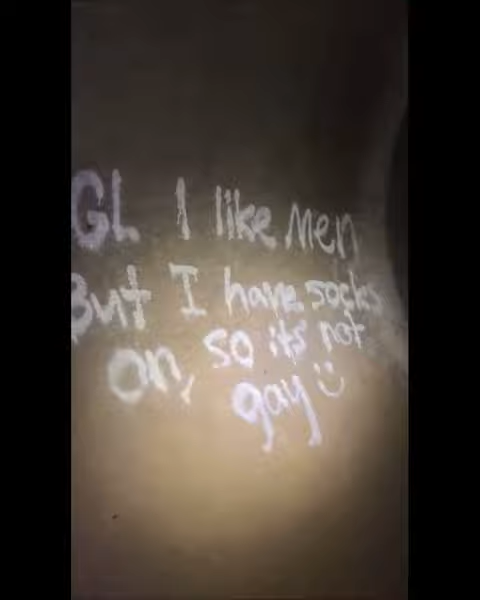 GL I like men
But I have socks
on, so its not
gay :)